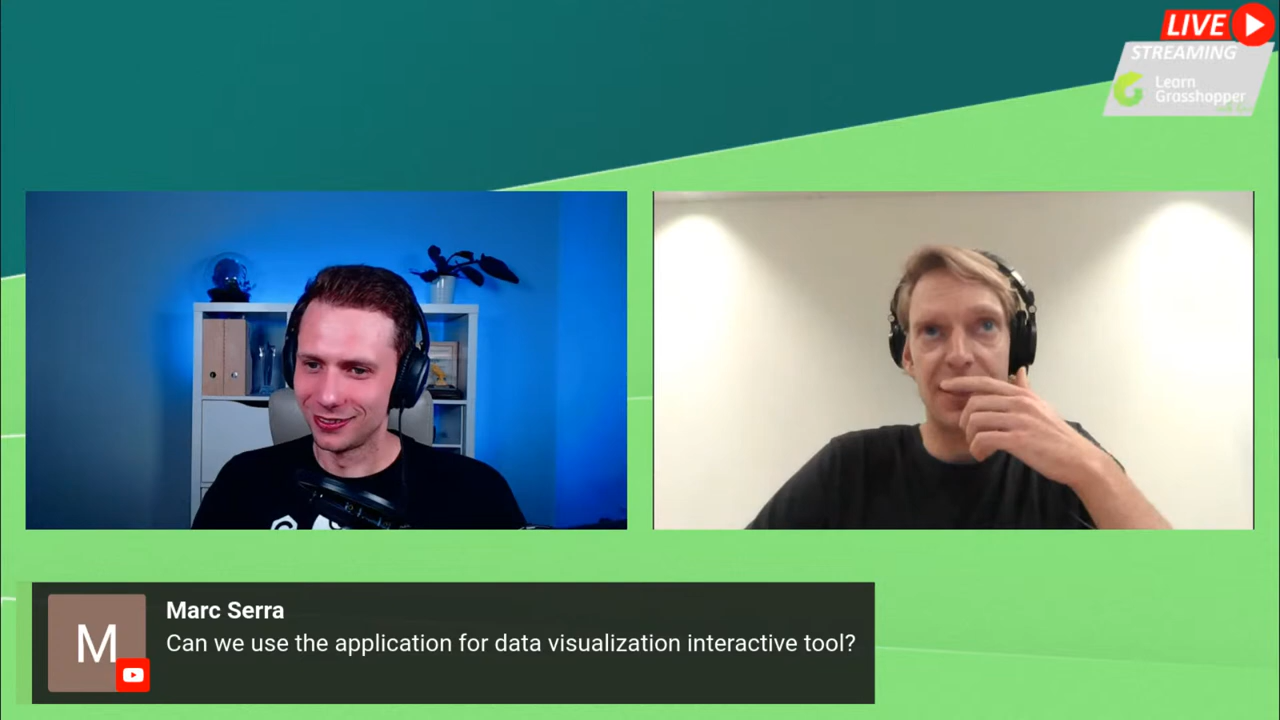 LIVE
STREAMING
Learn
Grasshopper
M
Marc Serra
Can we use the application for data visualization interactive tool?